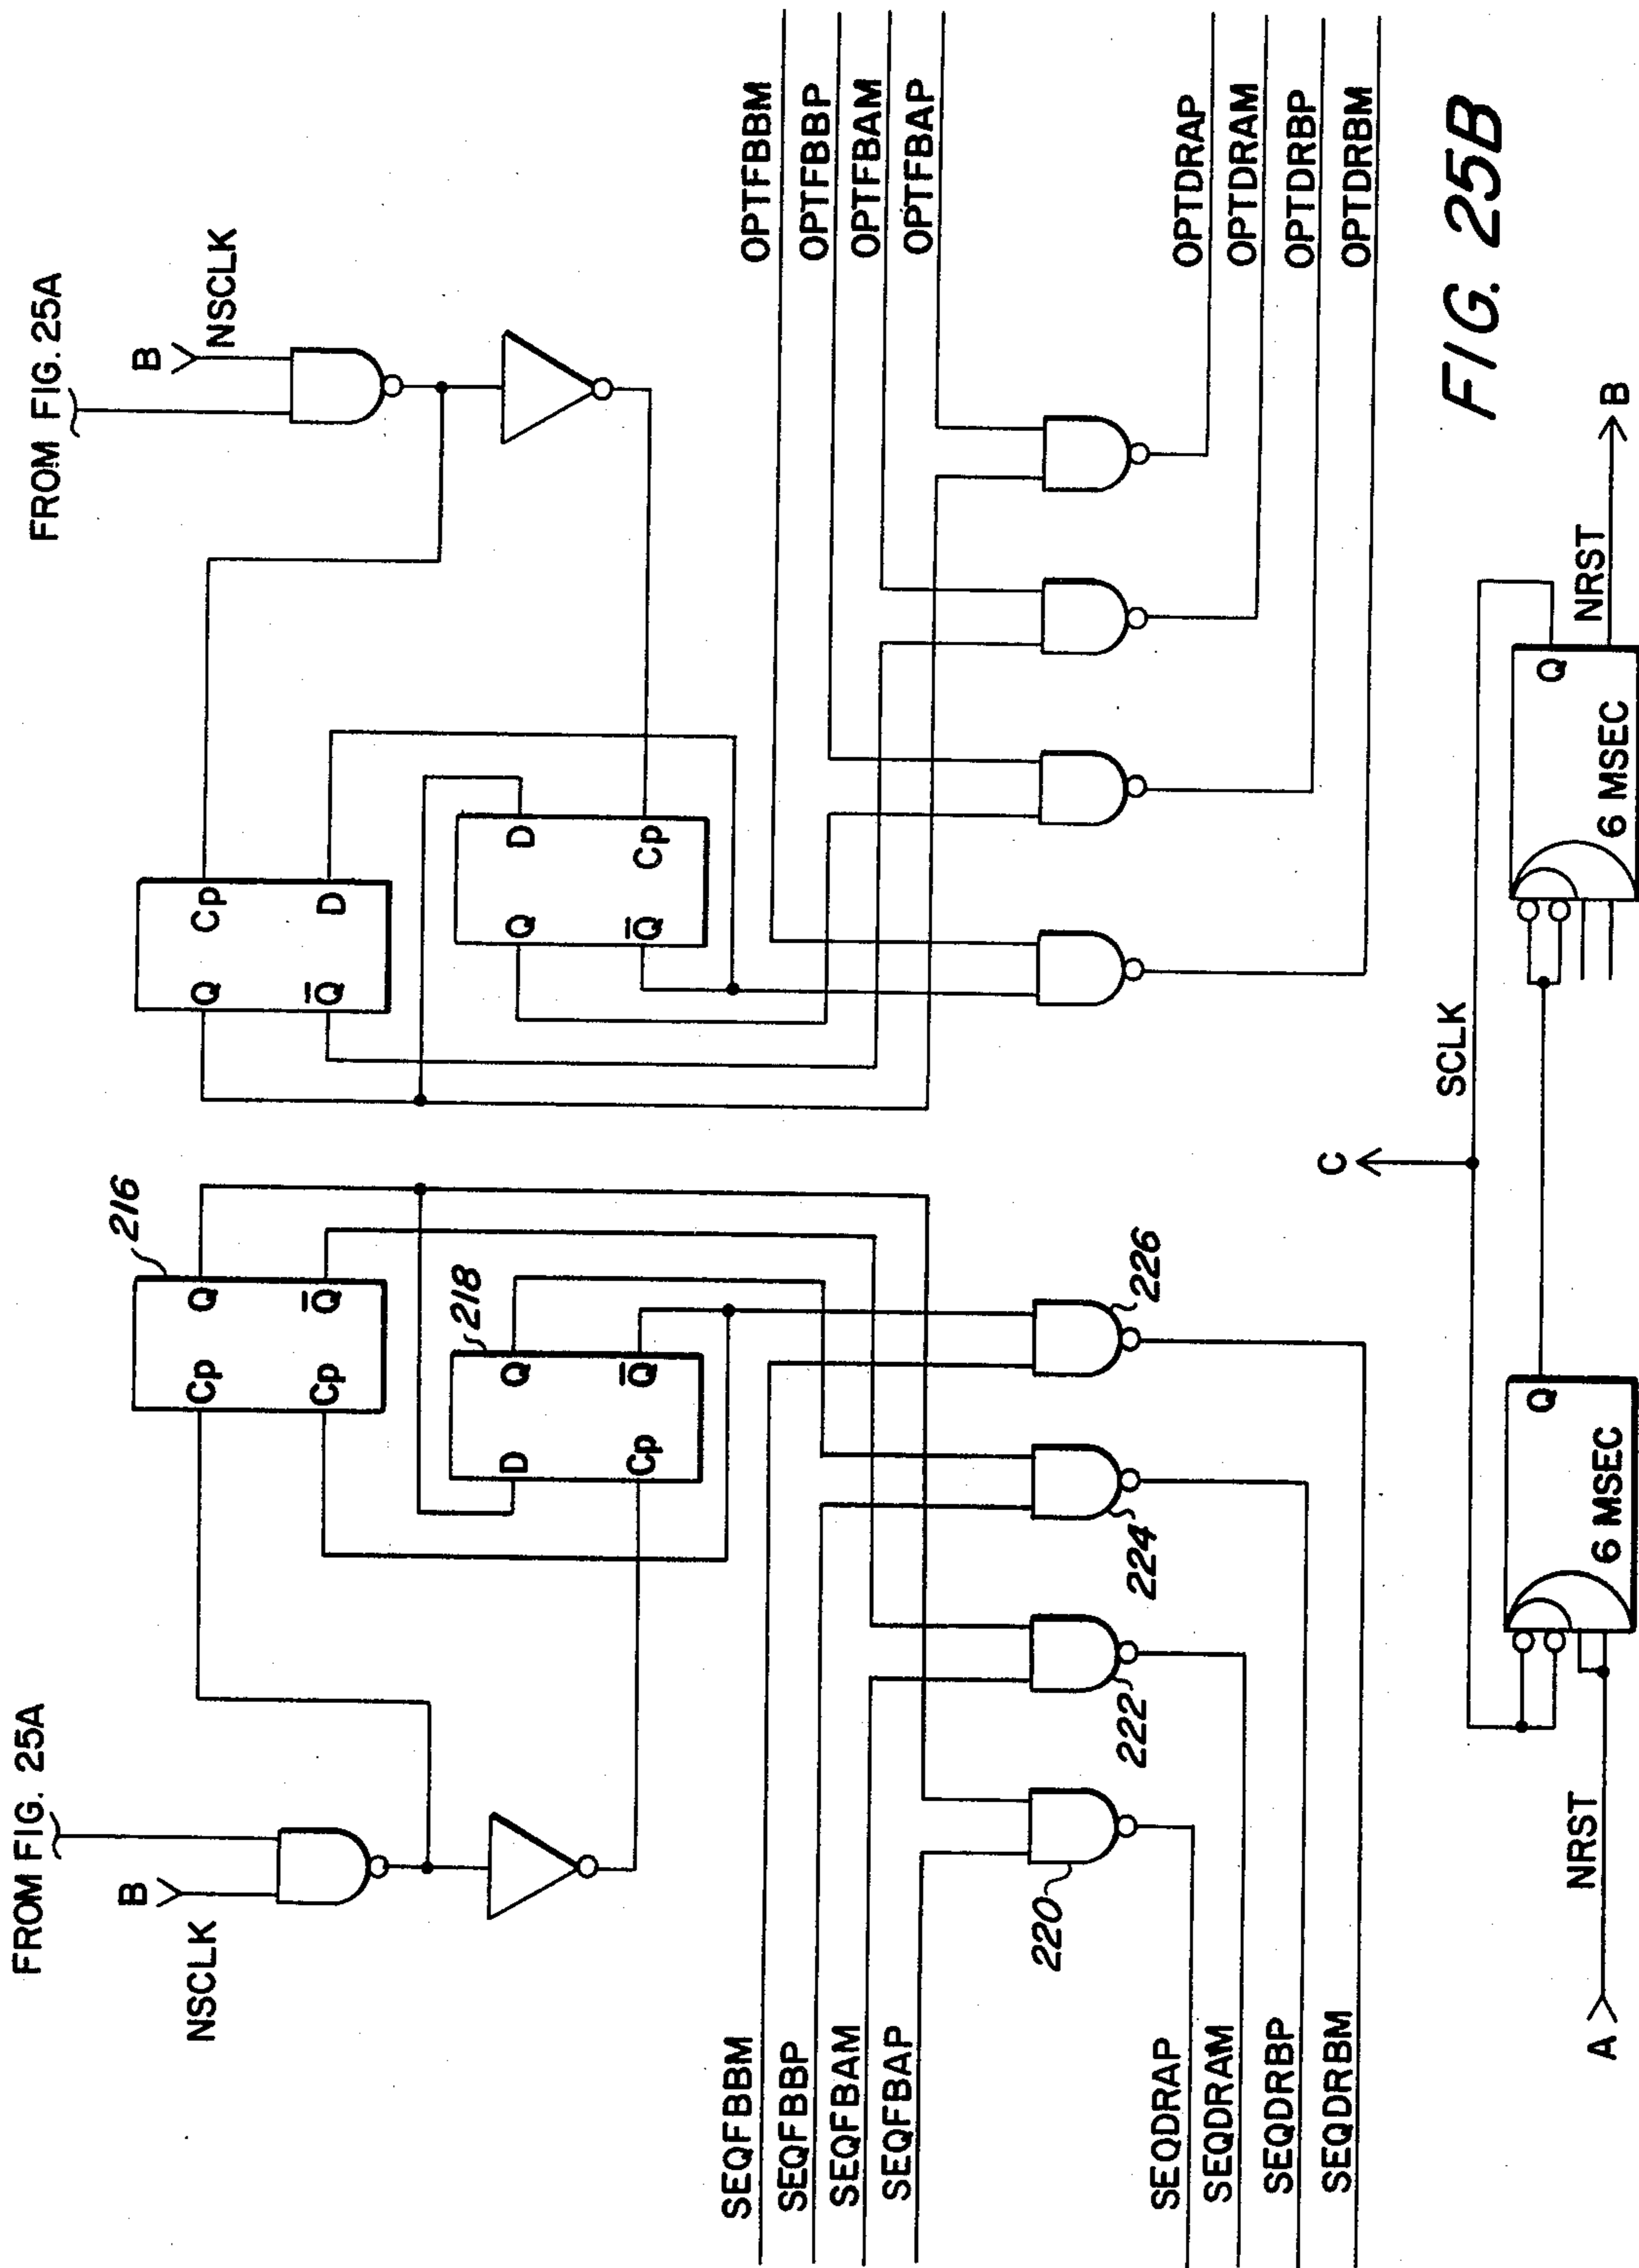 FROM FIG. 25A
B
NSCLK
216
Cp
Q
Cp
Q̅
218
D
Q
Cp
Q̅
FROM FIG. 25A
B
NSCLK
Q
Cp
Q̅
D
Q
D
Q̅
Cp
SEQFBBM
SEQFBBP
SEQFBAM
SEQFBAP
220
222
224
226
SEQDRAP
SEQDRAM
SEQDRBP
SEQDRBM
OPTFBBM
OPTFBBP
OPTFBAM
OPTFBAP
OPTDRAP
OPTDRAM
OPTDRBP
OPTDRBM
C
SCLK
A
NRST
6 MSEC
Q
6 MSEC
Q
NRST
B
FIG. 25B